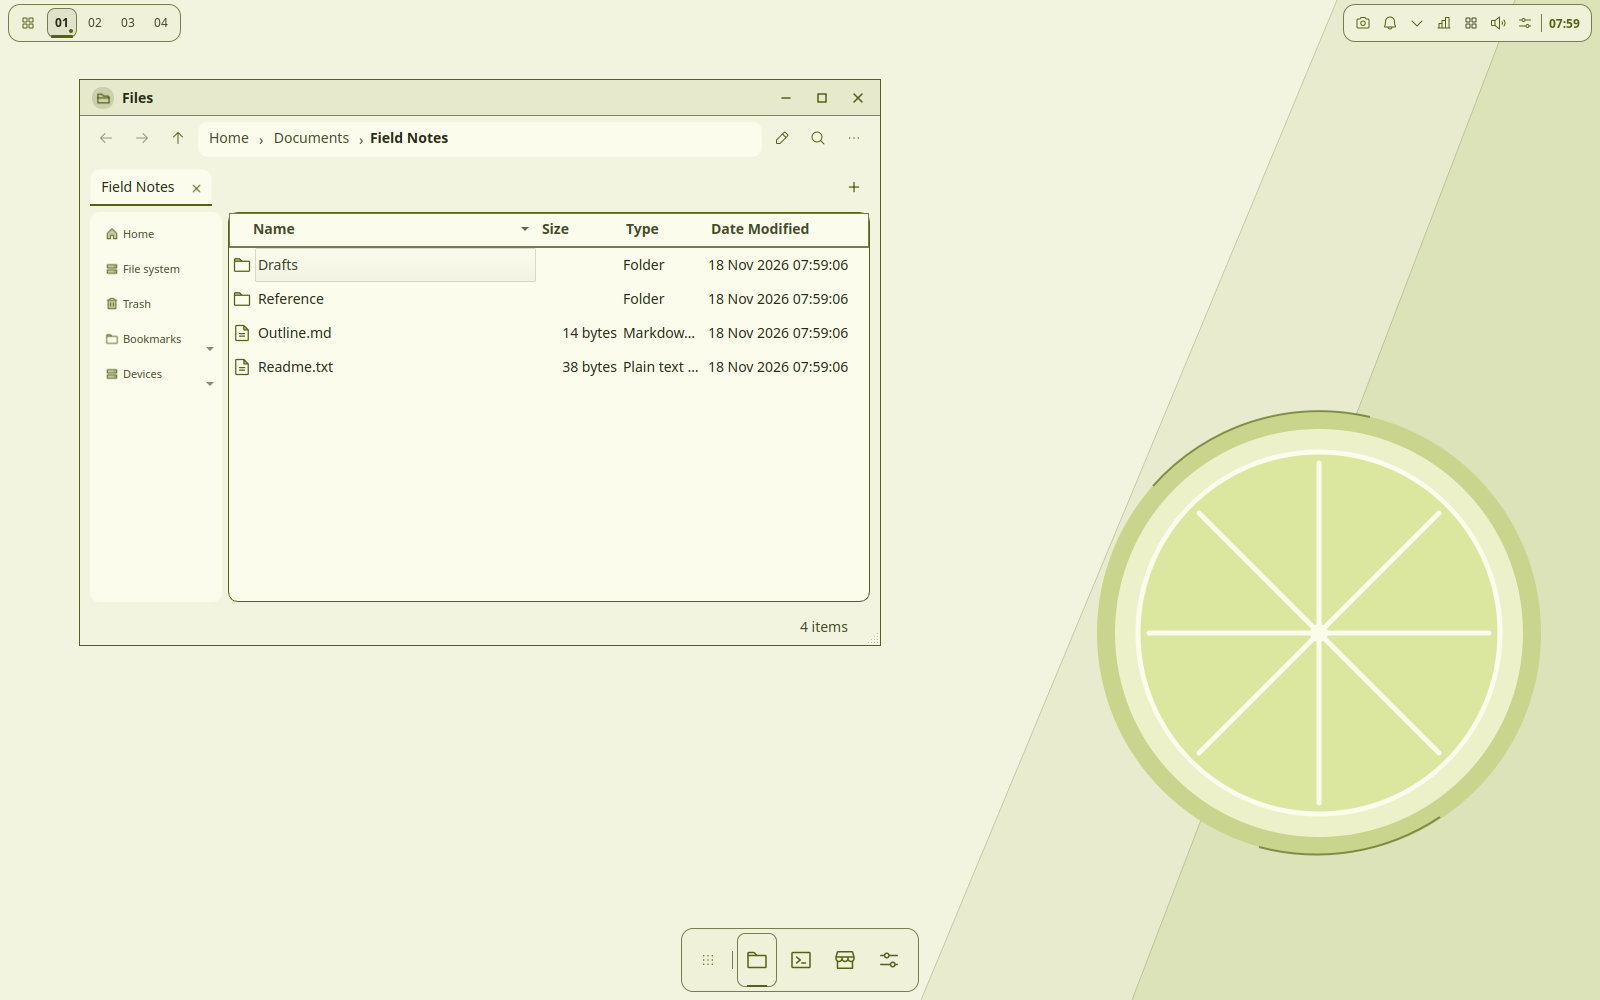 01 02 03 04
07:59
Files
Home › Documents › Field Notes
Field Notes
Name Size Type Date Modified
Home
File system
Trash
Bookmarks
Devices
Drafts Folder 18 Nov 2026 07:59:06
Reference Folder 18 Nov 2026 07:59:06
Outline.md 14 bytes Markdow... 18 Nov 2026 07:59:06
Readme.txt 38 bytes Plain text ... 18 Nov 2026 07:59:06
4 items